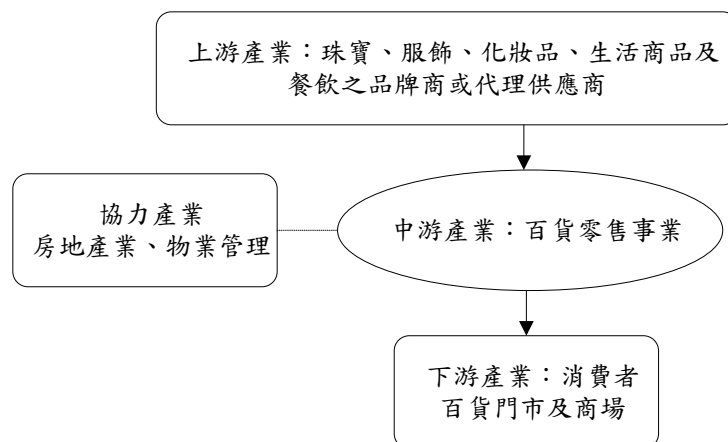 上游產業：珠寶、服飾、化妝品、生活商品及
餐飲之品牌商或代理供應商
協力產業
房地產業、物業管理
中游產業：百貨零售事業
下游產業：消費者
百貨門市及商場